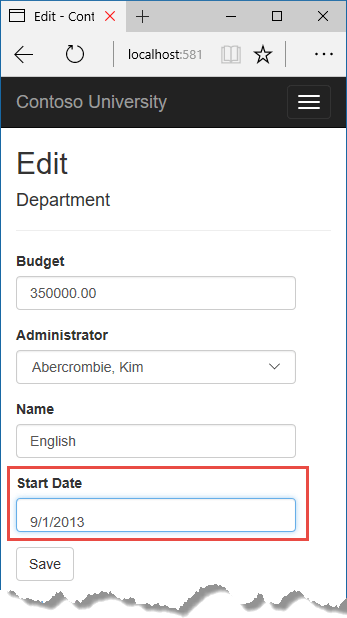 Edit - Cont
localhost:581
Contoso University
Edit
Department
Budget
350000.00
Administrator
Abercrombie, Kim
Name
English
Start Date
9/1/2013
Save